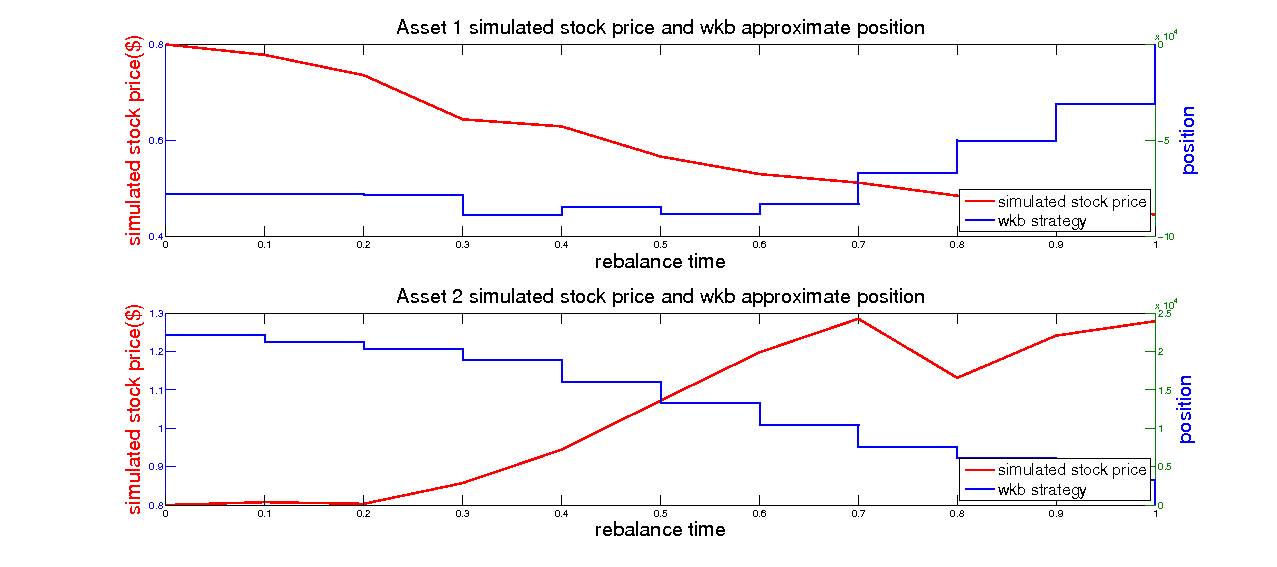 Asset 1 simulated stock price and wkb approximate position
x 10^4
simulated stock price($)
0.8
0.6
0.4
0
-5
-10
position
simulated stock price
wkb strategy
0 0.1 0.2 0.3 0.4 0.5 0.6 0.7 0.8 0.9 1
rebalance time
Asset 2 simulated stock price and wkb approximate position
x 10^4
simulated stock price($)
1.3
1.2
1.1
1
0.9
0.8
2.5
2
1.5
1
0.5
0
position
simulated stock price
wkb strategy
0 0.1 0.2 0.3 0.4 0.5 0.6 0.7 0.8 0.9 1
rebalance time